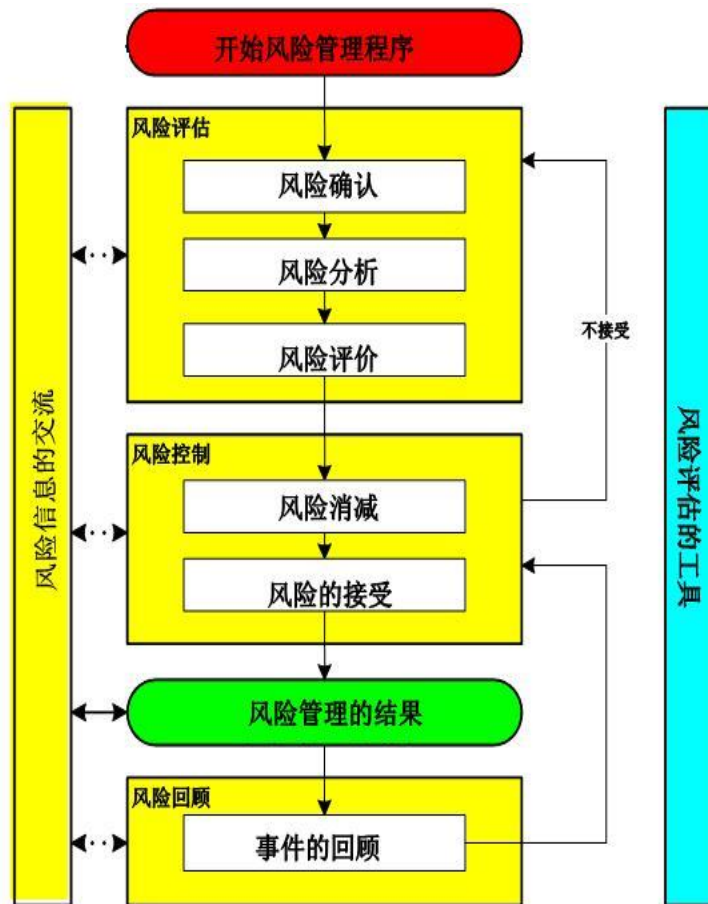 开始风险管理程序
风险评估
风险确认
风险分析
风险评价
不接受
风险控制
风险消减
风险的接受
风险管理的结果
风险回顾
事件的回顾
风险信息的交流
风险评估的工具